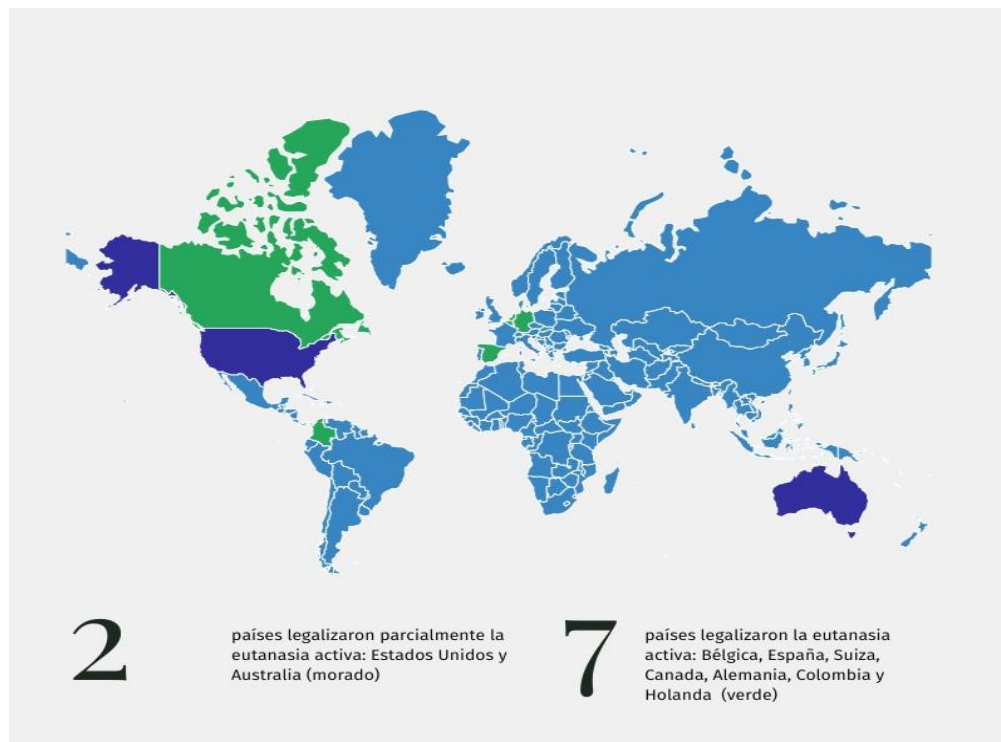 2
países legalizaron parcialmente la
eutanasia activa: Estados Unidos y
Australia (morado)
7
países legalizaron la eutanasia
activa: Bélgica, España, Suiza,
Canada, Alemania, Colombia y
Holanda (verde)